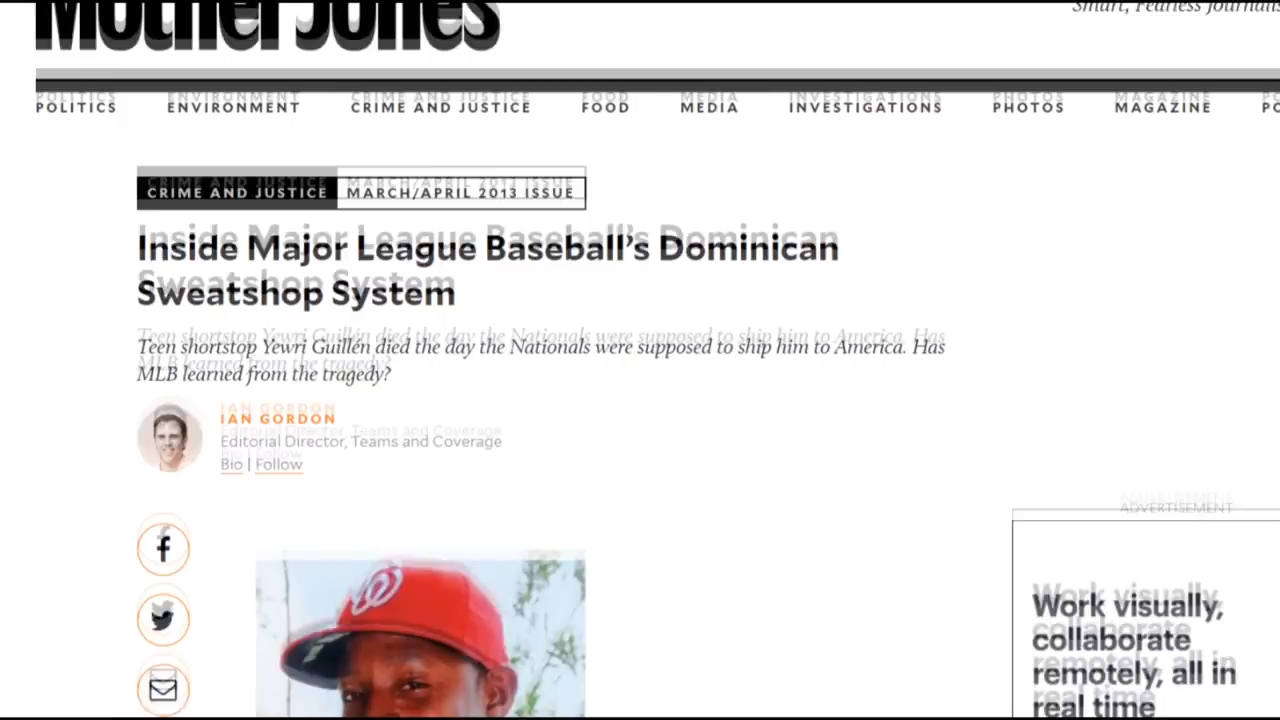 Mother Jones
Smart, Fearless Journalis
POLITICS ENVIRONMENT CRIME AND JUSTICE FOOD MEDIA INVESTIGATIONS PHOTOS MAGAZINE
CRIME AND JUSTICE MARCH/APRIL 2013 ISSUE
Inside Major League Baseball’s Dominican
Sweatshop System
Teen shortstop Yewri Guillén died the day the Nationals were supposed to ship him to America. Has
MLB learned from the tragedy?
IAN GORDON
Editorial Director, Teams and Coverage
Bio | Follow
ADVERTISEMENT
Work visually,
collaborate
remotely, all in
real time